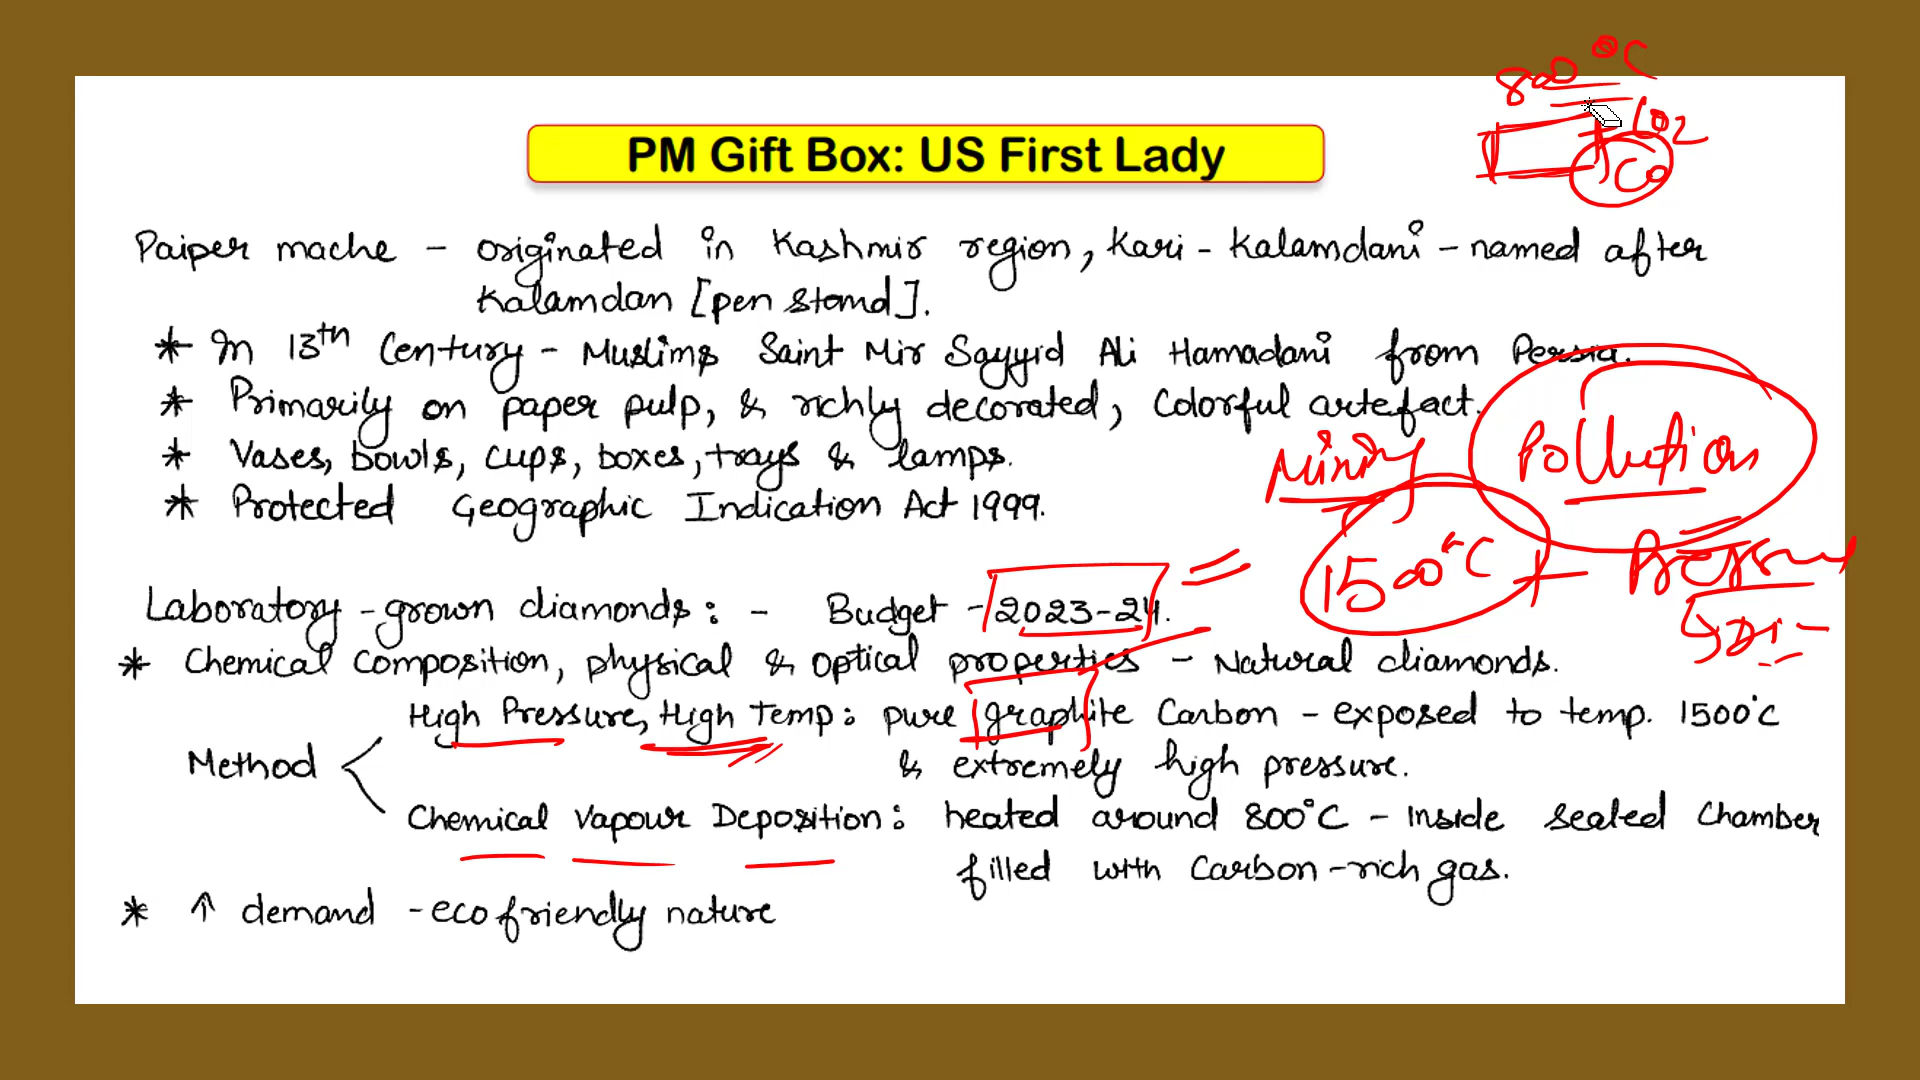 800 °C
CO2
CO
PM Gift Box: US First Lady
Paiper mache - originated in Kashmir region, Kari-Kalamdani - named after
Kalamdan [pen stand].
* In 13th Century - Muslims Saint Mir Sayyid Ali Hamadani from Persia.
* Primarily on paper pulp, & richly decorated, colorful artefact.
* Vases, bowls, cups, boxes, trays & lamps.
* Protected Geographic Indication Act 1999.
Mining Pollution
= 1500°C + Pressure
Laboratory-grown diamonds: - Budget - 2023-24.
* Chemical composition, physical & optical properties - Natural diamonds.
High Pressure, High Temp: pure graphite Carbon - exposed to temp. 1500°C
Method
& extremely high pressure.
Chemical Vapour Deposition: heated around 800°C - Inside sealed Chamber
filled with Carbon-rich gas.
* ↑ demand - eco friendly nature